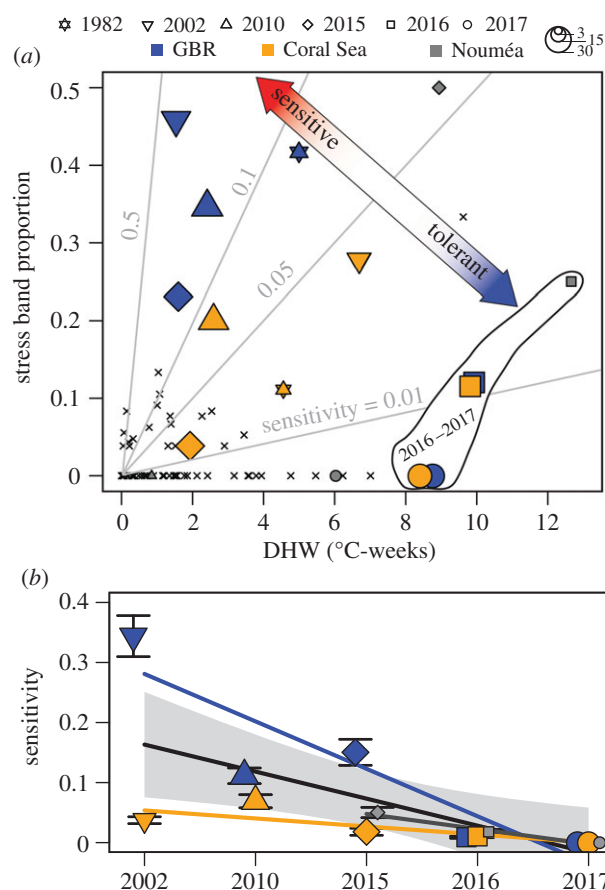 1982 2002 2010 2015 2016 2017 3 15 30
GBR Coral Sea Nouméa
(a)
0.5 0.4 0.3 0.2 0.1 0
stress band proportion
0.5 0.1 0.05 sensitivity = 0.01
sensitive tolerant
2016–2017
0 2 4 6 8 10 12
DHW (°C-weeks)
(b)
0.4 0.3 0.2 0.1 0
sensitivity
2002 2010 2015 2016 2017